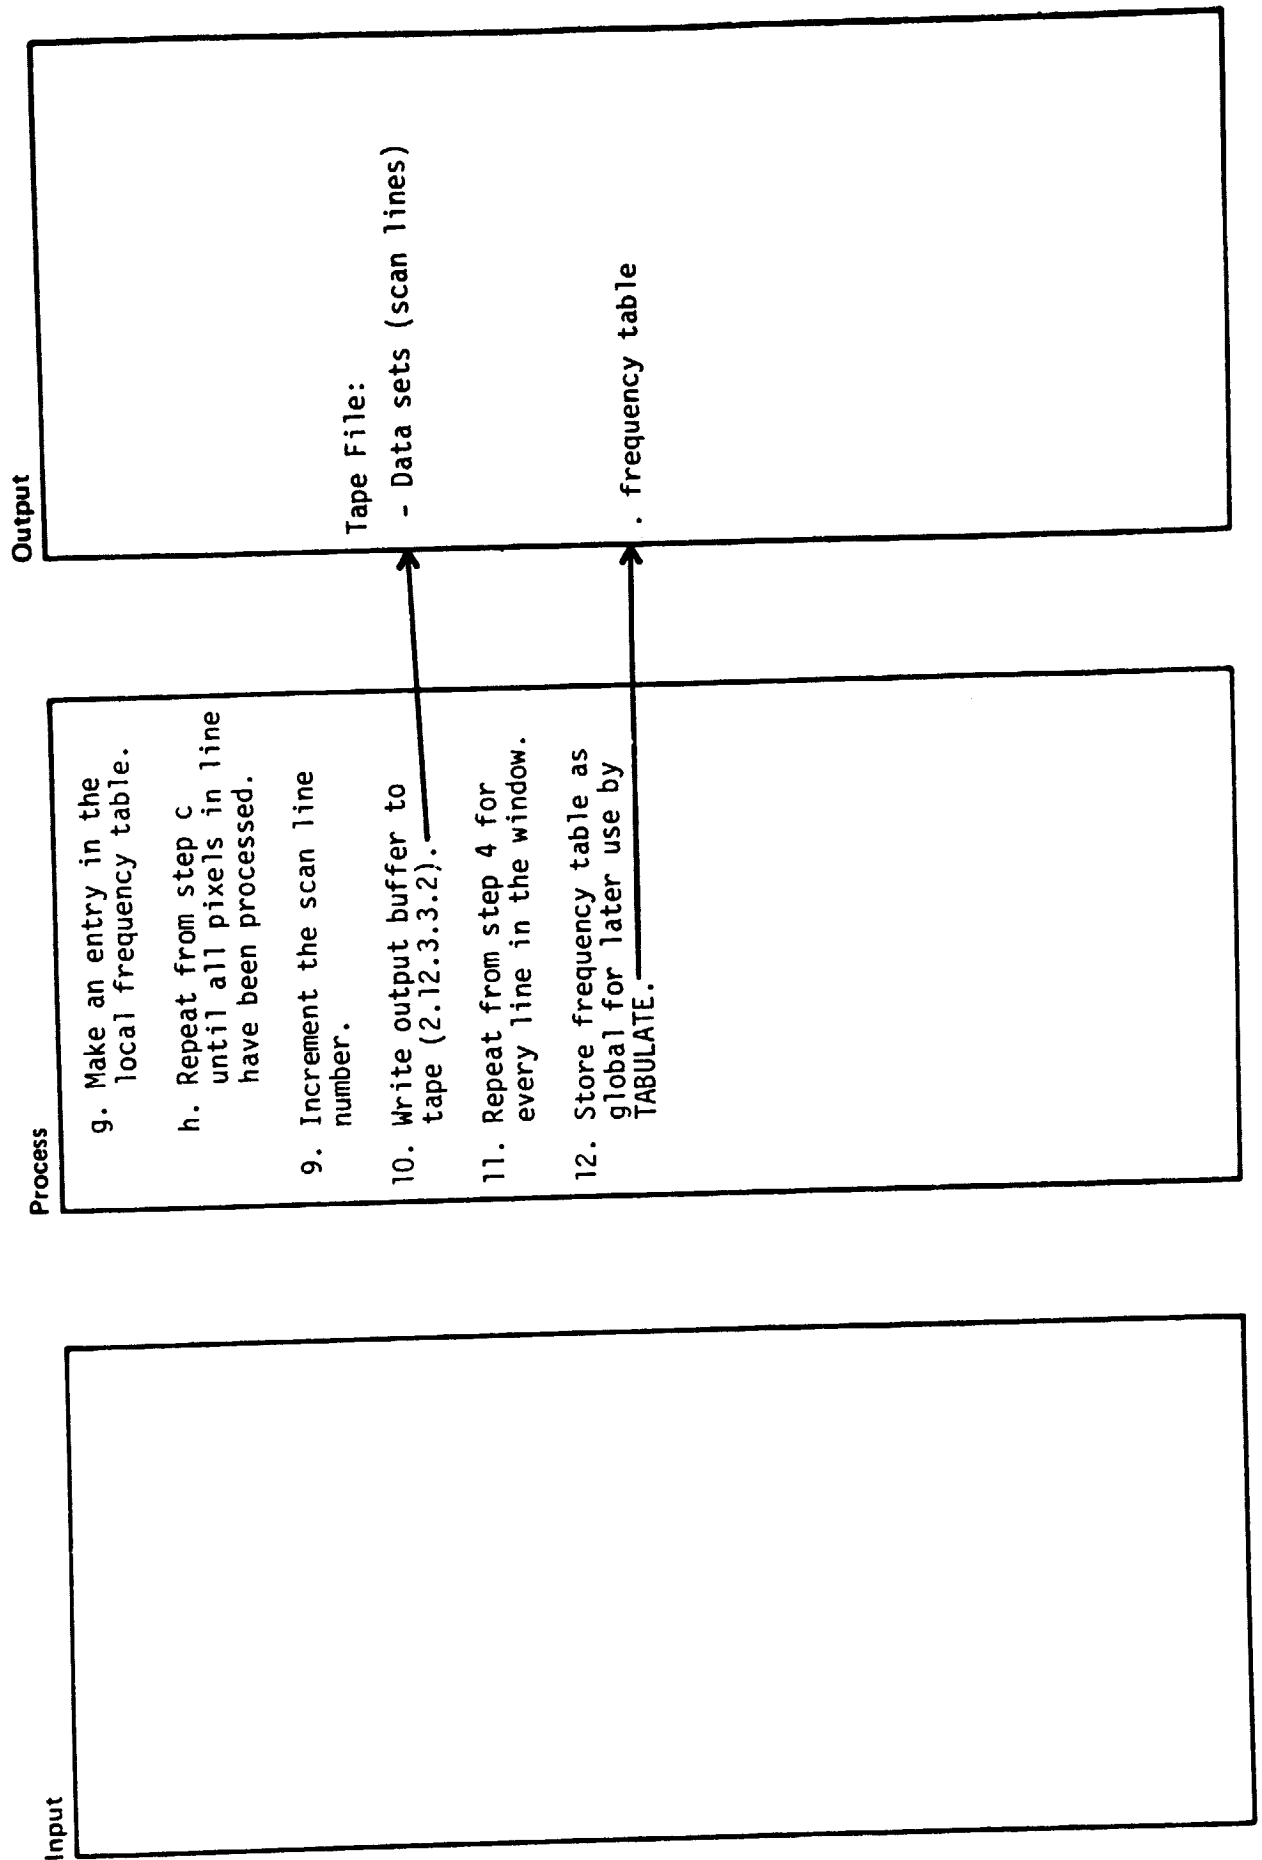 Input
Process
g. Make an entry in the
local frequency table.
h. Repeat from step c
until all pixels in line
have been processed.
9. Increment the scan line
number.
10. Write output buffer to
tape (2.12.3.3.2).
11. Repeat from step 4 for
every line in the window.
12. Store frequency table as
global for later use by
TABULATE.
Output
Tape File:
- Data sets (scan lines)
. frequency table